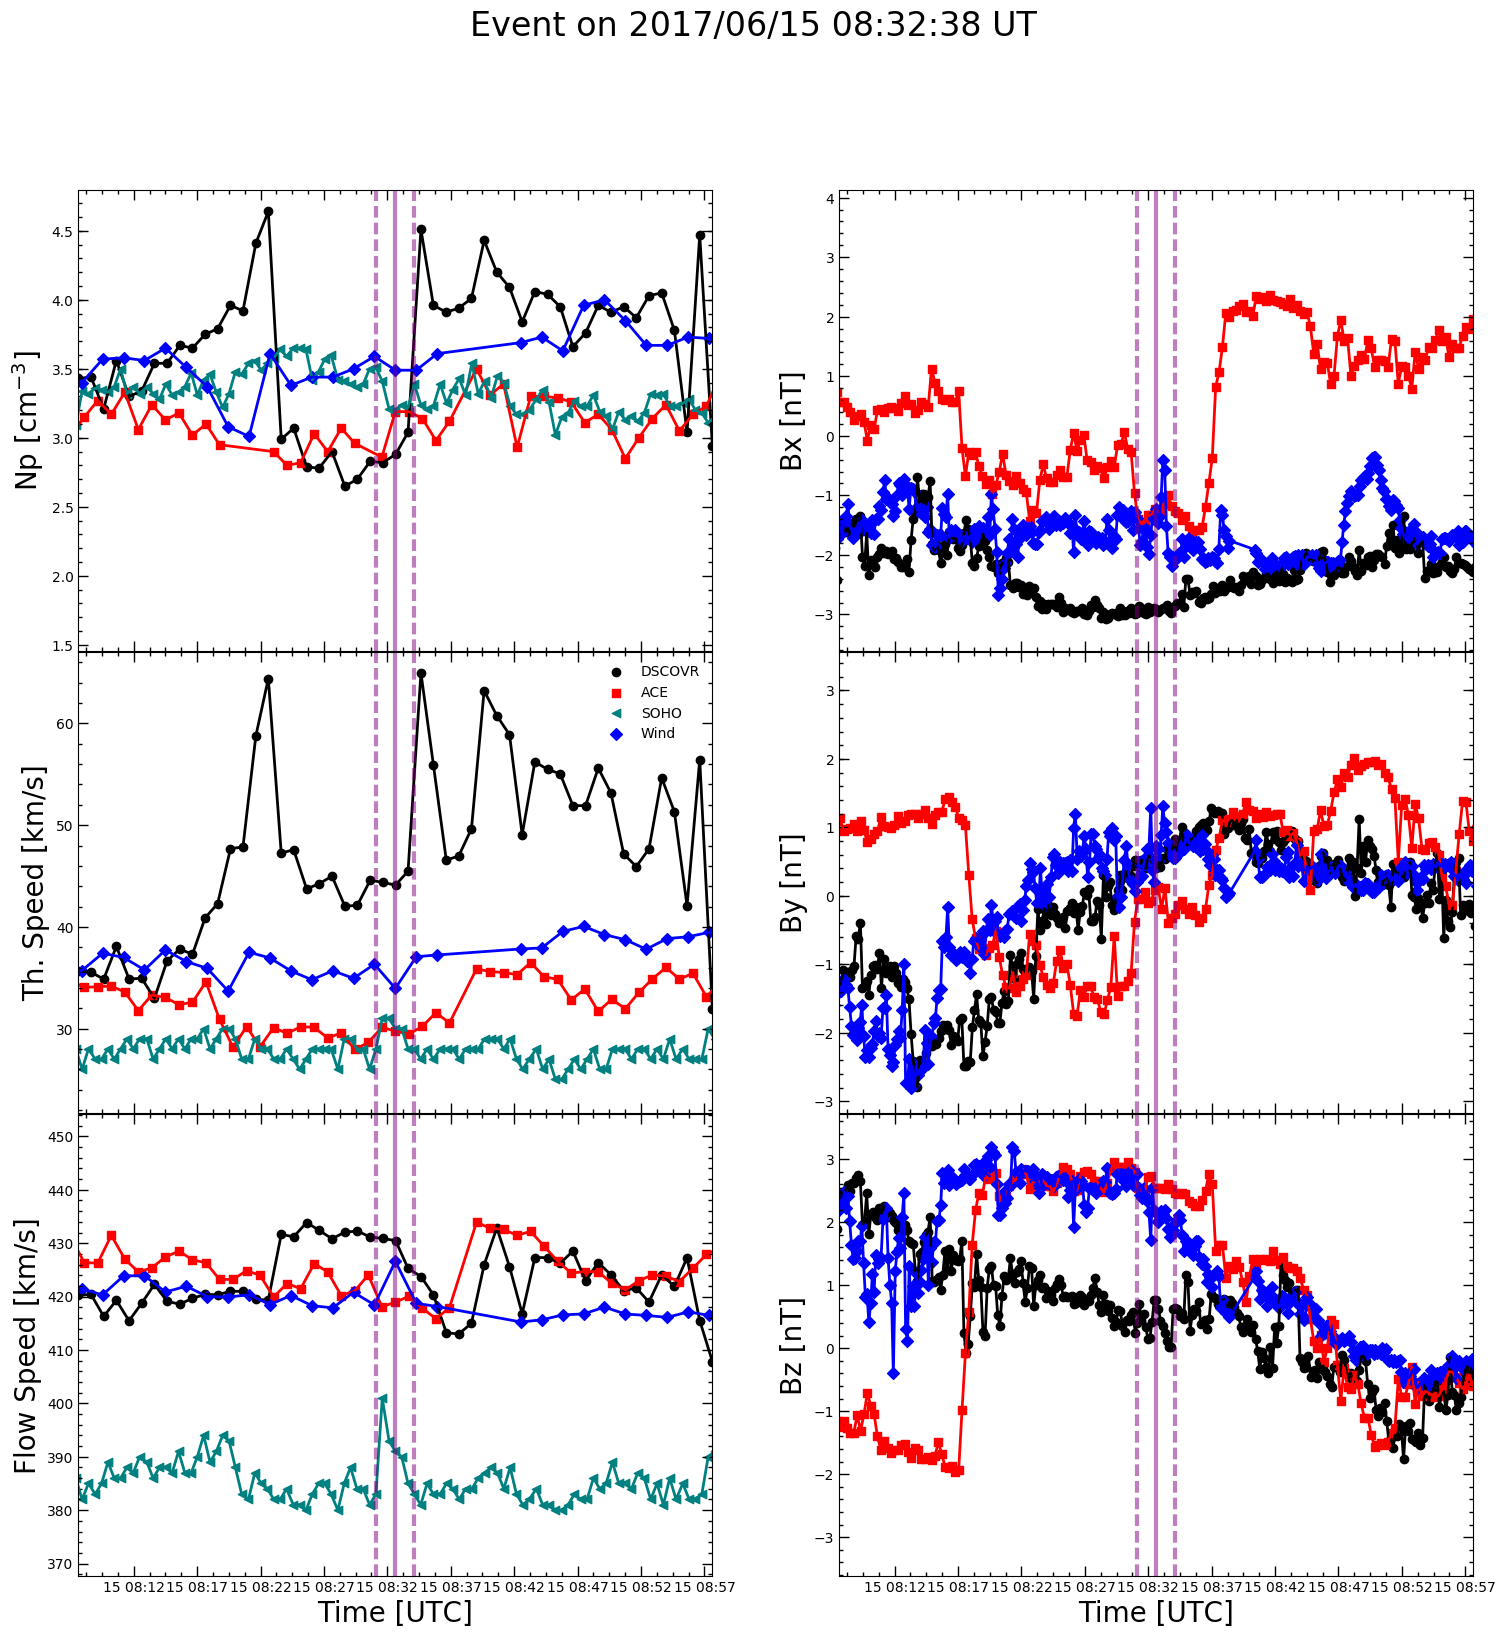 Event on 2017/06/15 08:32:38 UT
Np [cm⁻³]
4.5
4.0
3.5
3.0
2.5
2.0
1.5
Th. Speed [km/s]
60
50
40
30
DSCOVR
ACE
SOHO
Wind
Flow Speed [km/s]
450
440
430
420
410
400
390
380
370
15 08:12 15 08:17 15 08:22 15 08:27 15 08:32 15 08:37 15 08:42 15 08:47 15 08:52 15 08:57
Time [UTC]
Bx [nT]
4
3
2
1
0
−1
−2
−3
By [nT]
3
2
1
0
−1
−2
−3
Bz [nT]
3
2
1
0
−1
−2
−3
15 08:12 15 08:17 15 08:22 15 08:27 15 08:32 15 08:37 15 08:42 15 08:47 15 08:52 15 08:57
Time [UTC]